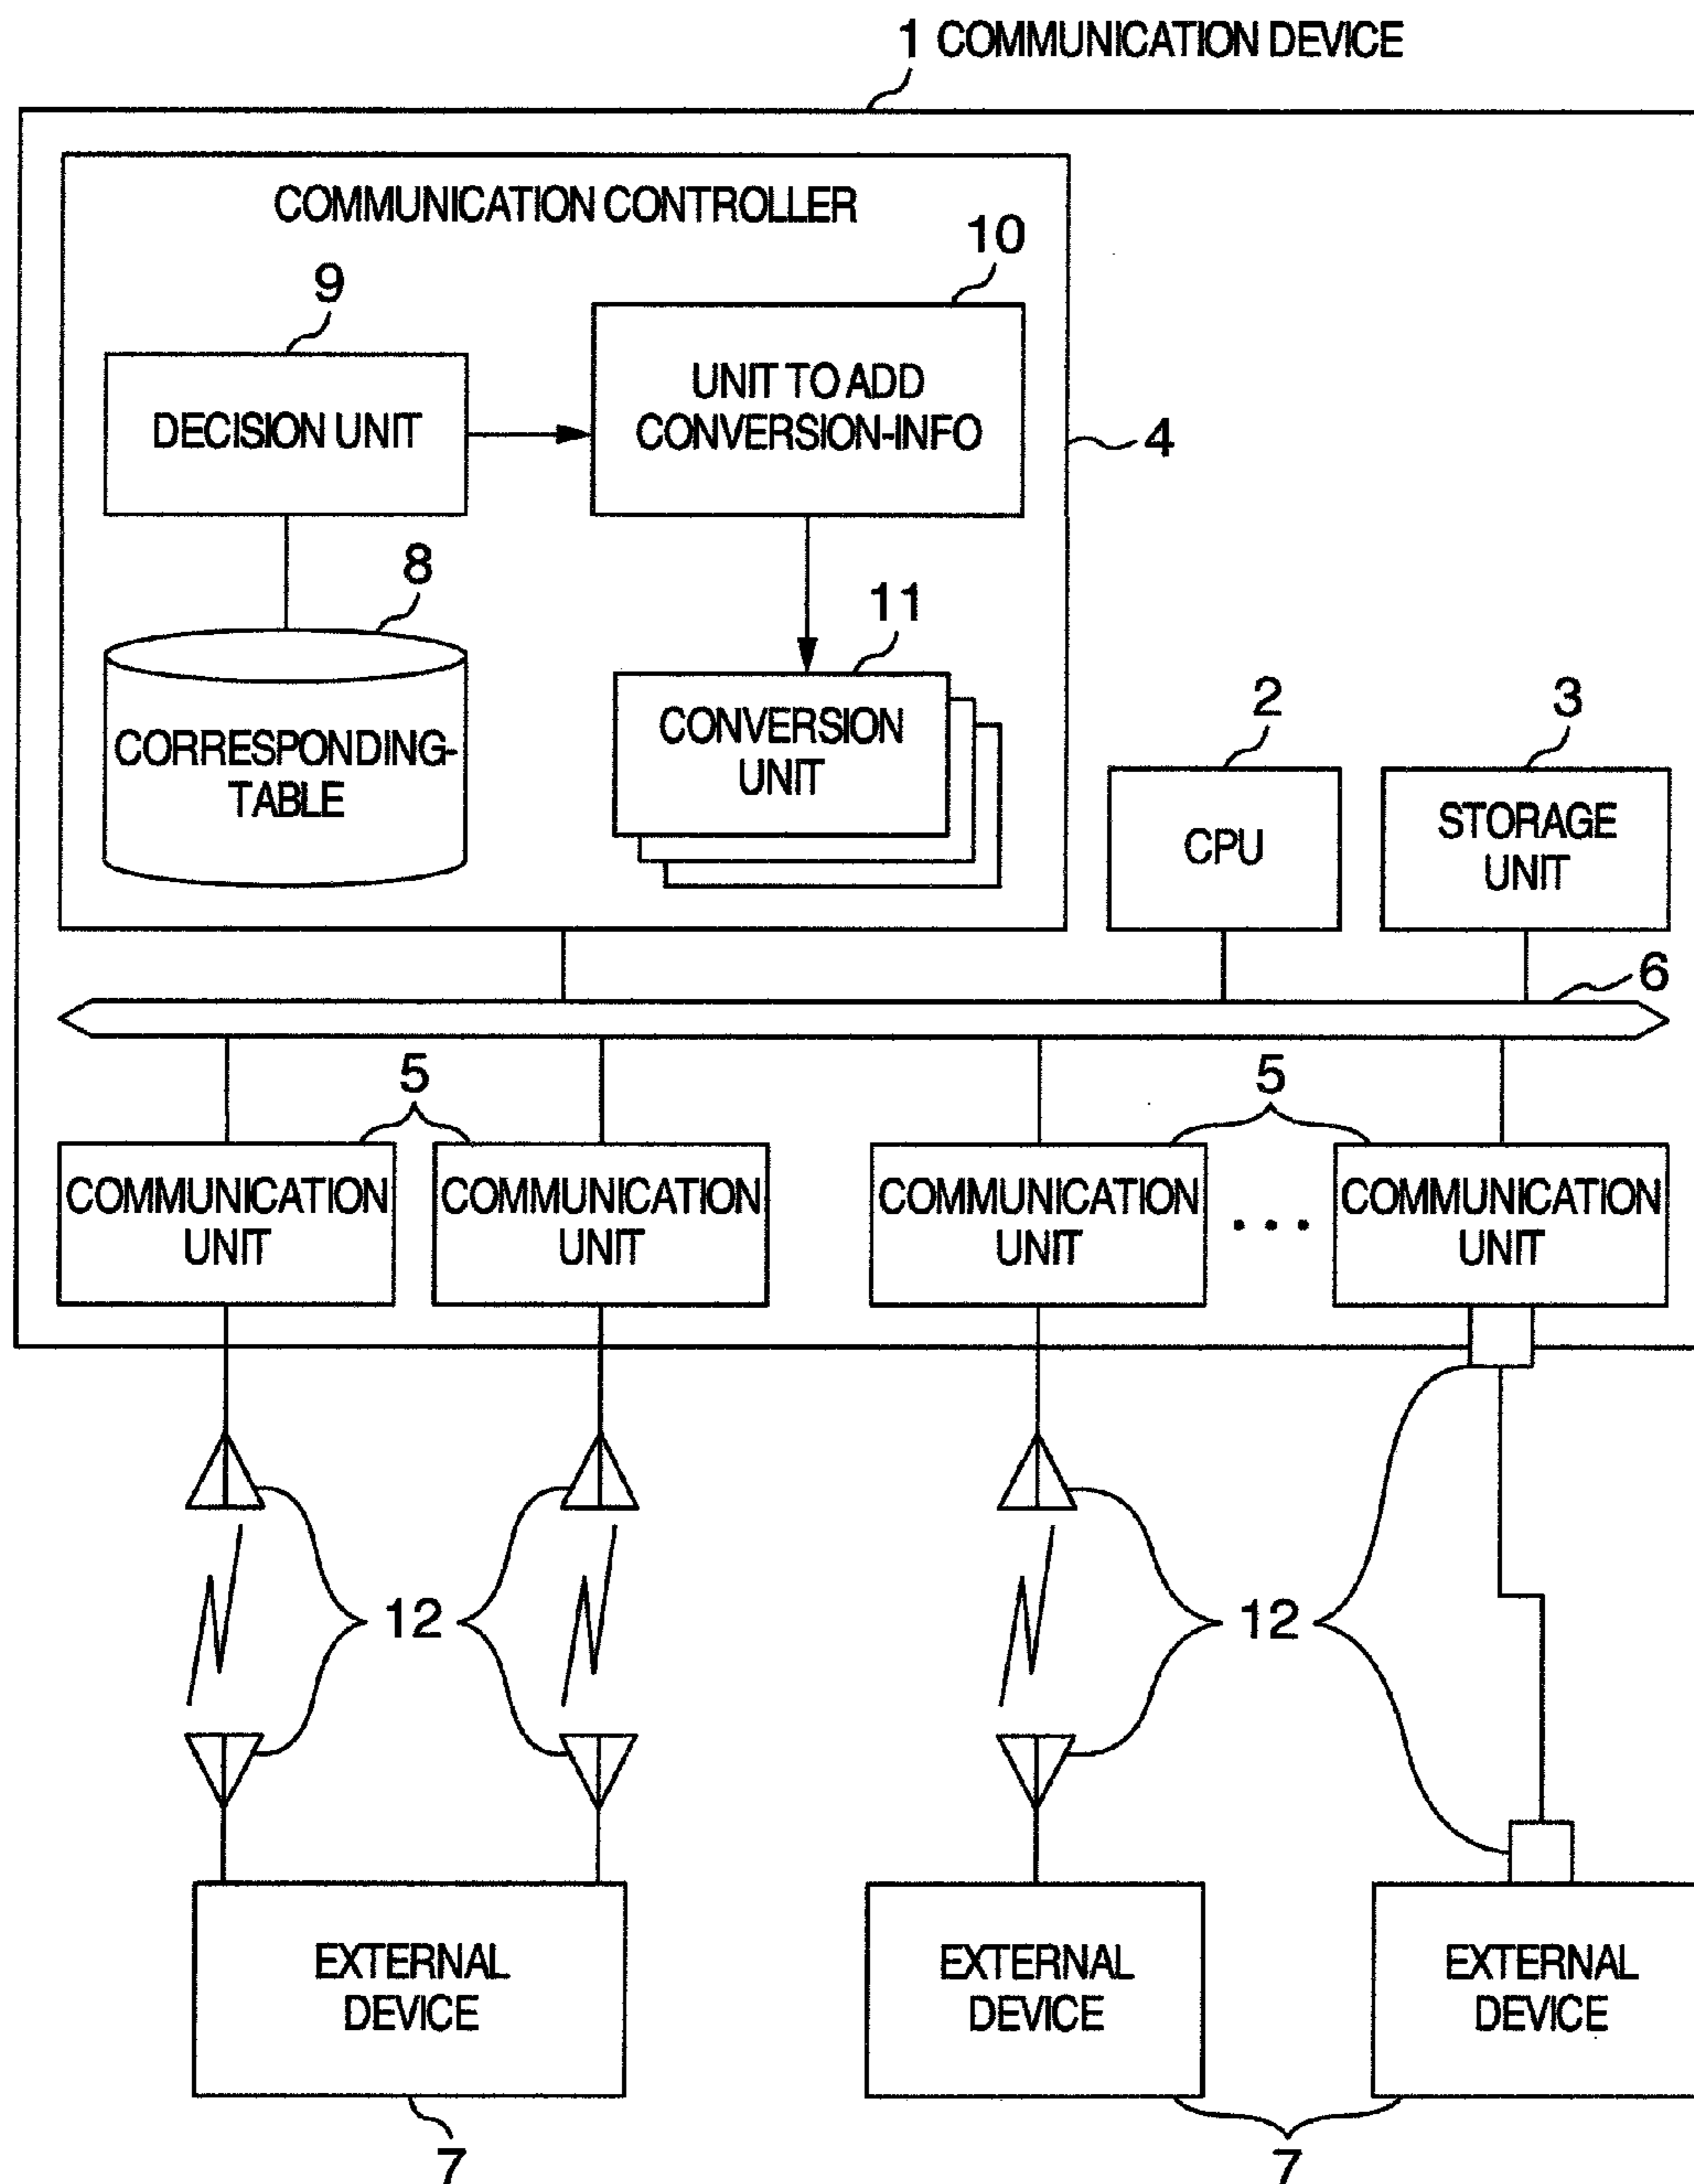 1 COMMUNICATION DEVICE
COMMUNICATION CONTROLLER
10
9
UNIT TO ADD
CONVERSION-INFO
DECISION UNIT
4
8
11
CORRESPONDING-
TABLE
CONVERSION
UNIT
2
3
CPU
STORAGE
UNIT
6
5
5
COMMUNICATION
UNIT
COMMUNICATION
UNIT
COMMUNICATION
UNIT
...
COMMUNICATION
UNIT
12
12
EXTERNAL
DEVICE
EXTERNAL
DEVICE
EXTERNAL
DEVICE
7
7